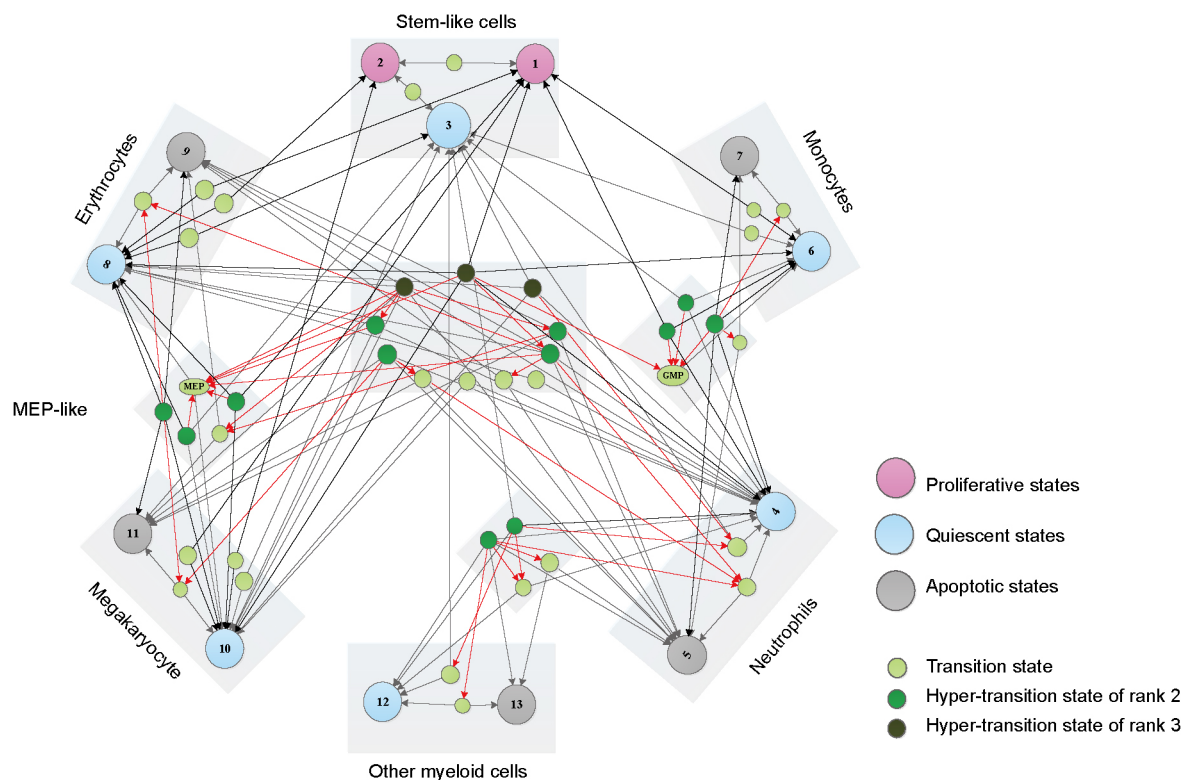 Stem-like cells
2
1
3
9
7
Erythrocytes
Monocytes
8
6
MEP
GMP
MEP-like
4
11
Proliferative states
Quiescent states
Apoptotic states
Megakaryocyte
10
5
Neutrophils
Transition state
12
13
Hyper-transition state of rank 2
Hyper-transition state of rank 3
Other myeloid cells